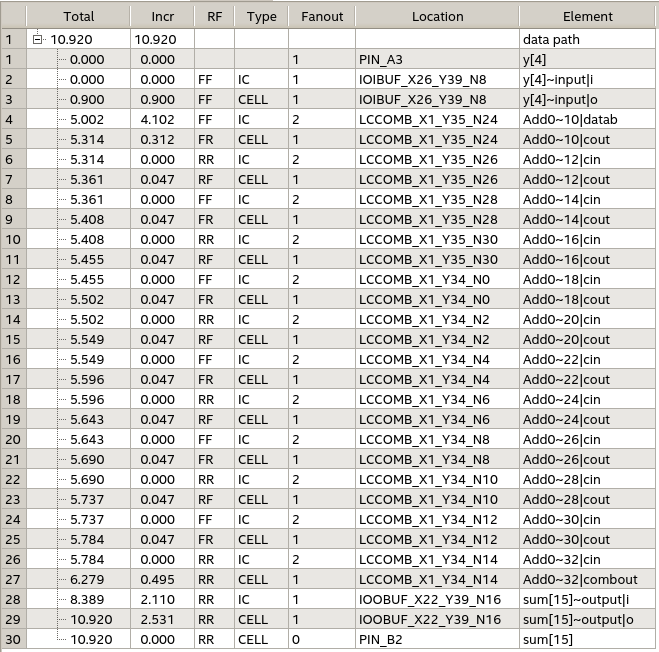 Total Incr RF Type Fanout Location Element
1 10.920 10.920 data path
1 0.000 0.000 1 PIN_A3 y[4]
2 0.000 0.000 FF IC 1 IOIBUF_X26_Y39_N8 y[4]~input|i
3 0.900 0.900 FF CELL 1 IOIBUF_X26_Y39_N8 y[4]~input|o
4 5.002 4.102 FF IC 2 LCCOMB_X1_Y35_N24 Add0~10|datab
5 5.314 0.312 FR CELL 1 LCCOMB_X1_Y35_N24 Add0~10|cout
6 5.314 0.000 RR IC 2 LCCOMB_X1_Y35_N26 Add0~12|cin
7 5.361 0.047 RF CELL 1 LCCOMB_X1_Y35_N26 Add0~12|cout
8 5.361 0.000 FF IC 2 LCCOMB_X1_Y35_N28 Add0~14|cin
9 5.408 0.047 FR CELL 1 LCCOMB_X1_Y35_N28 Add0~14|cout
10 5.408 0.000 RR IC 2 LCCOMB_X1_Y35_N30 Add0~16|cin
11 5.455 0.047 RF CELL 1 LCCOMB_X1_Y35_N30 Add0~16|cout
12 5.455 0.000 FF IC 2 LCCOMB_X1_Y34_N0 Add0~18|cin
13 5.502 0.047 FR CELL 1 LCCOMB_X1_Y34_N0 Add0~18|cout
14 5.502 0.000 RR IC 2 LCCOMB_X1_Y34_N2 Add0~20|cin
15 5.549 0.047 RF CELL 1 LCCOMB_X1_Y34_N2 Add0~20|cout
16 5.549 0.000 FF IC 2 LCCOMB_X1_Y34_N4 Add0~22|cin
17 5.596 0.047 FR CELL 1 LCCOMB_X1_Y34_N4 Add0~22|cout
18 5.596 0.000 RR IC 2 LCCOMB_X1_Y34_N6 Add0~24|cin
19 5.643 0.047 RF CELL 1 LCCOMB_X1_Y34_N6 Add0~24|cout
20 5.643 0.000 FF IC 2 LCCOMB_X1_Y34_N8 Add0~26|cin
21 5.690 0.047 FR CELL 1 LCCOMB_X1_Y34_N8 Add0~26|cout
22 5.690 0.000 RR IC 2 LCCOMB_X1_Y34_N10 Add0~28|cin
23 5.737 0.047 RF CELL 1 LCCOMB_X1_Y34_N10 Add0~28|cout
24 5.737 0.000 FF IC 2 LCCOMB_X1_Y34_N12 Add0~30|cin
25 5.784 0.047 FR CELL 1 LCCOMB_X1_Y34_N12 Add0~30|cout
26 5.784 0.000 RR IC 2 LCCOMB_X1_Y34_N14 Add0~32|cin
27 6.279 0.495 RR CELL 1 LCCOMB_X1_Y34_N14 Add0~32|combout
28 8.389 2.110 RR IC 1 IOOBUF_X22_Y39_N16 sum[15]~output|i
29 10.920 2.531 RR CELL 1 IOOBUF_X22_Y39_N16 sum[15]~output|o
30 10.920 0.000 RR CELL 0 PIN_B2 sum[15]